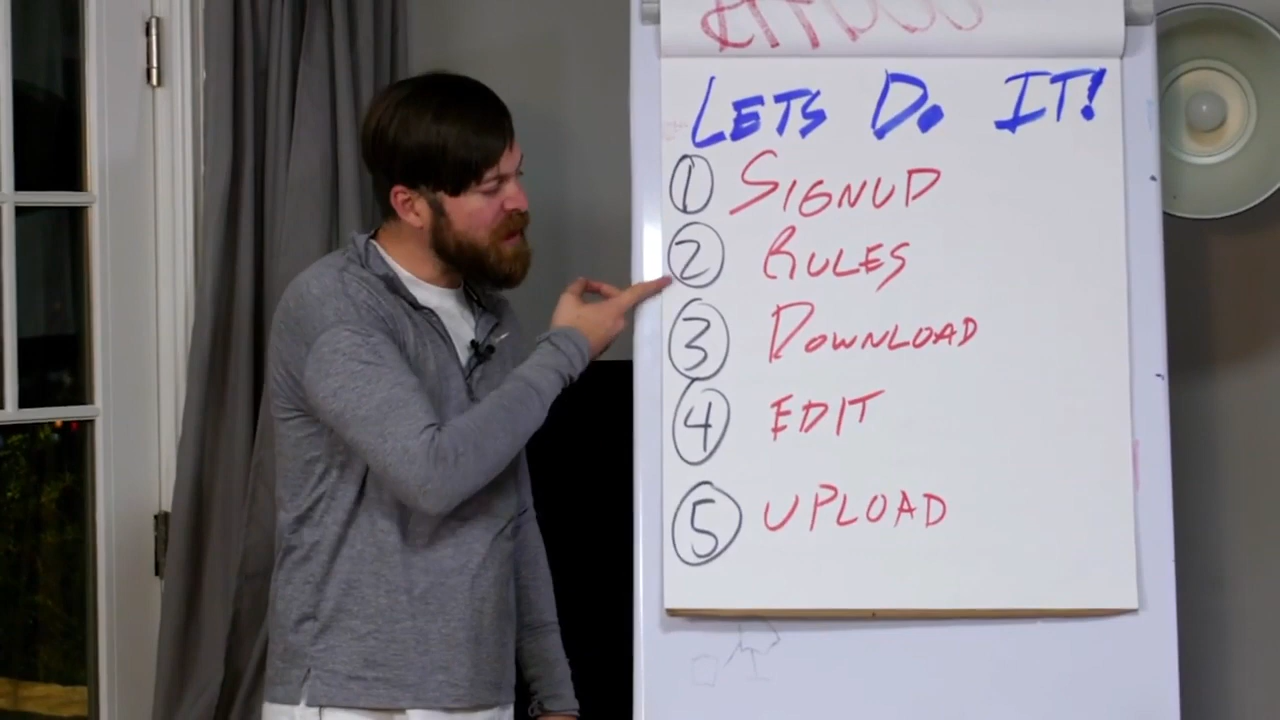 LETS DO IT!
1 SIGNUP
2 RULES
3 DOWNLOAD
4 EDIT
5 UPLOAD